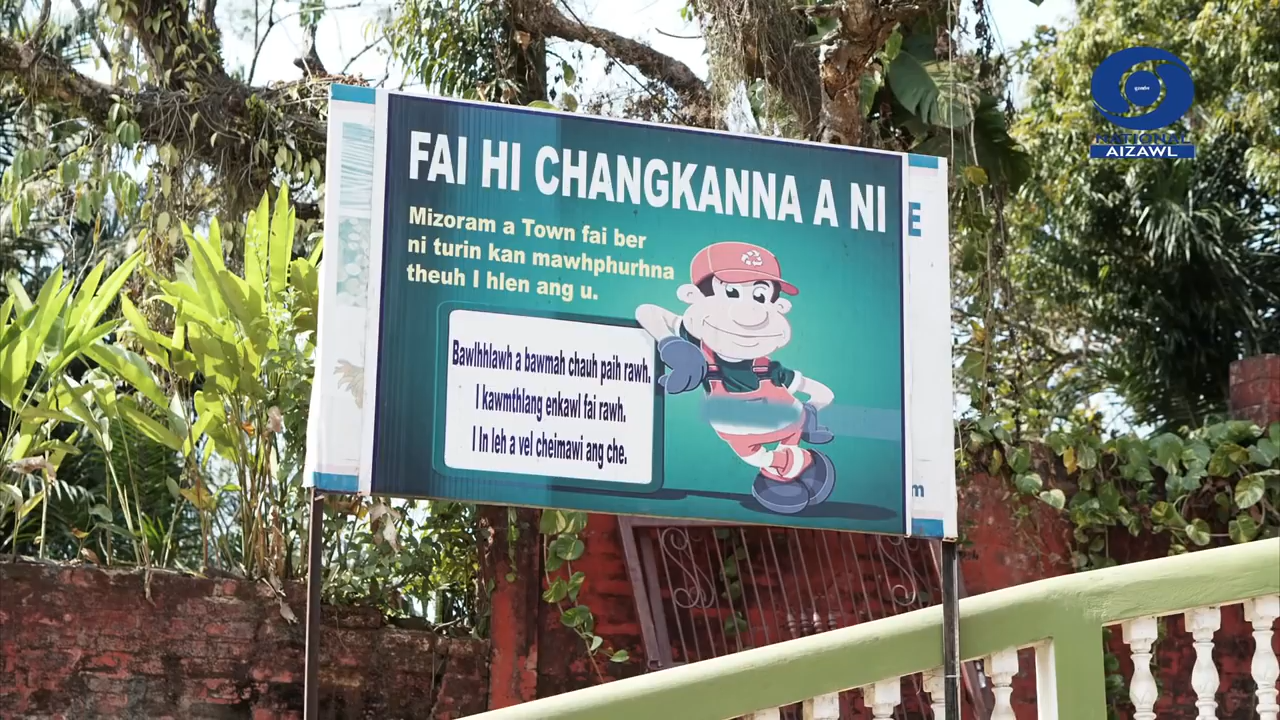 FAI HI CHANGKANNA A NI
Mizoram a Town fai ber
ni turin kan mawhphurhna
theuh I hlen ang u.
Bawlhhlawh a bawmah chauh paih rawh.
I kawmthlang enkawl fai rawh.
I In leh a vel cheimawi ang che.
E
m
NATIONAL
AIZAWL